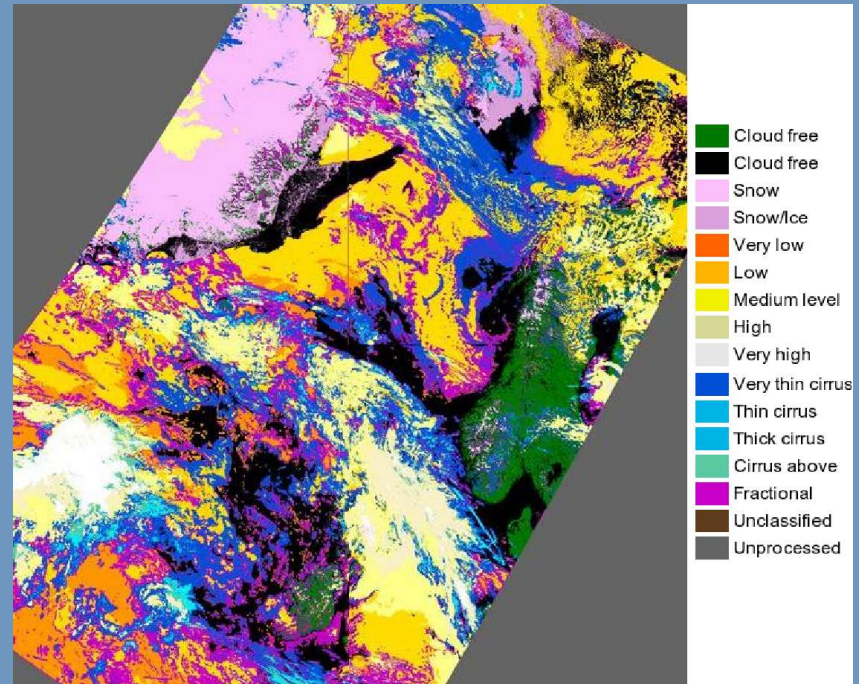 Cloud free
Cloud free
Snow
Snow/Ice
Very low
Low
Medium level
High
Very high
Very thin cirrus
Thin cirrus
Thick cirrus
Cirrus above
Fractional
Unclassified
Unprocessed